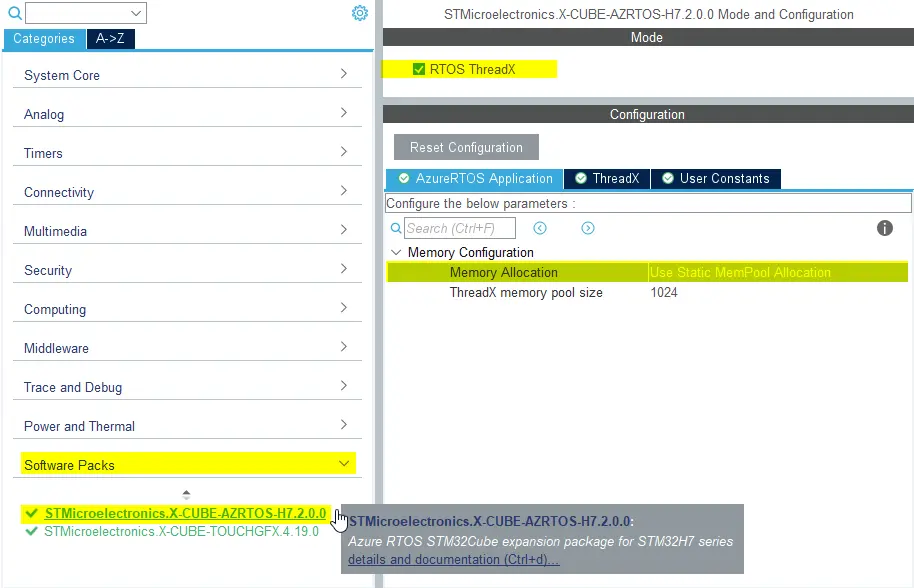 Categories
A->Z
System Core
Analog
Timers
Connectivity
Multimedia
Security
Computing
Middleware
Trace and Debug
Power and Thermal
Software Packs
STMicroelectronics.X-CUBE-AZRTOS-H7.2.0.0
STMicroelectronics.X-CUBE-TOUCHGFX.4.19.0
STMicroelectronics.X-CUBE-AZRTOS-H7.2.0.0 Mode and Configuration
Mode
RTOS ThreadX
Configuration
Reset Configuration
AzureRTOS Application
ThreadX
User Constants
Configure the below parameters :
Search (Ctrl+F)
Memory Configuration
Memory Allocation Use Static MemPool Allocation
ThreadX memory pool size 1024
STMicroelectronics.X-CUBE-AZRTOS-H7.2.0.0:
Azure RTOS STM32Cube expansion package for STM32H7 series
details and documentation (Ctrl+d)...